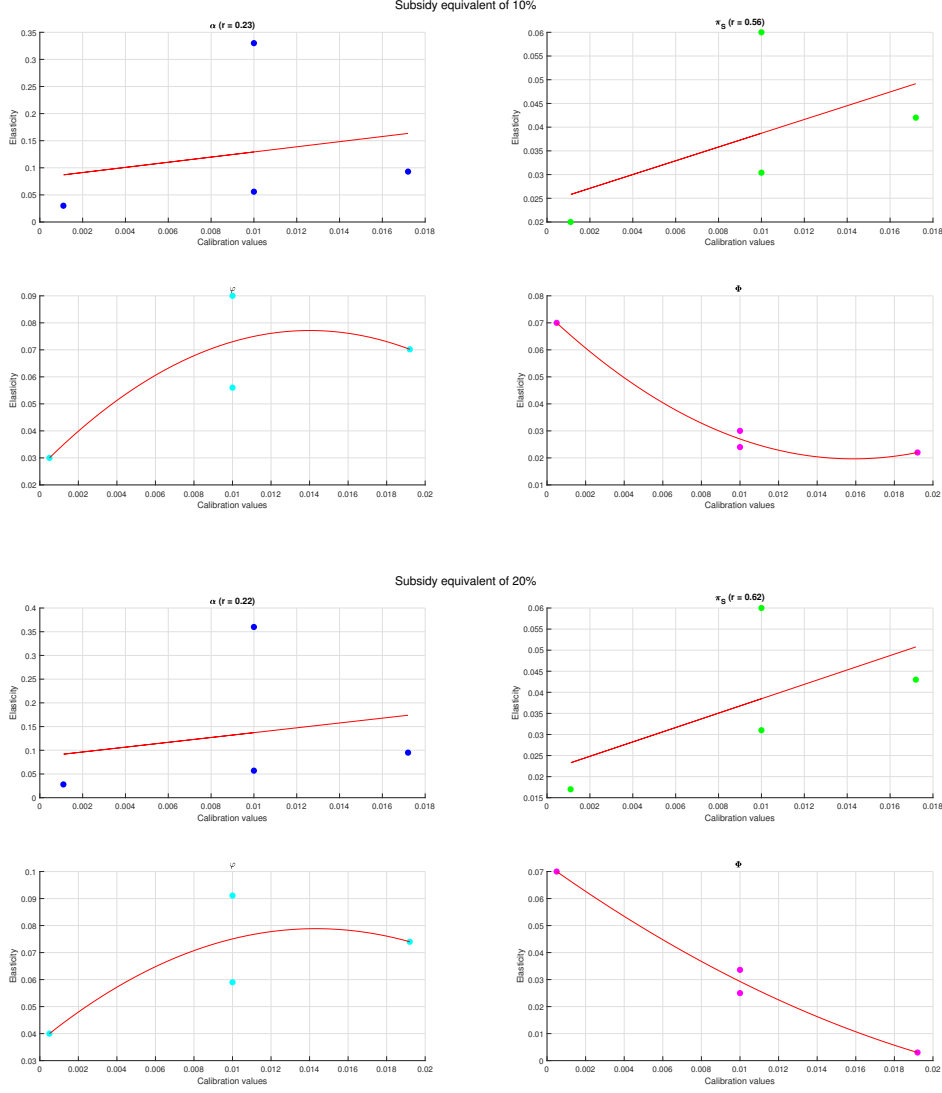 Subsidy equivalent of 10%
α (r = 0.23)
0.35
0.3
0.25
0.2
0.15
0.1
0.05
0
Elasticity
0 0.002 0.004 0.006 0.008 0.01 0.012 0.014 0.016 0.018
Calibration values
π_S (r = 0.56)
0.06
0.055
0.05
0.045
0.04
0.035
0.03
0.025
0.02
Elasticity
0 0.002 0.004 0.006 0.008 0.01 0.012 0.014 0.016 0.018
Calibration values
φ
0.09
0.08
0.07
0.06
0.05
0.04
0.03
0.02
Elasticity
0 0.002 0.004 0.006 0.008 0.01 0.012 0.014 0.016 0.018 0.02
Calibration values
Φ
0.08
0.07
0.06
0.05
0.04
0.03
0.02
0.01
Elasticity
0 0.002 0.004 0.006 0.008 0.01 0.012 0.014 0.016 0.018 0.02
Calibration values
Subsidy equivalent of 20%
α (r = 0.22)
0.4
0.35
0.3
0.25
0.2
0.15
0.1
0.05
0
Elasticity
0 0.002 0.004 0.006 0.008 0.01 0.012 0.014 0.016 0.018
Calibration values
π_S (r = 0.62)
0.06
0.055
0.05
0.045
0.04
0.035
0.03
0.025
0.02
0.015
Elasticity
0 0.002 0.004 0.006 0.008 0.01 0.012 0.014 0.016 0.018
Calibration values
φ
0.1
0.09
0.08
0.07
0.06
0.05
0.04
0.03
Elasticity
0 0.002 0.004 0.006 0.008 0.01 0.012 0.014 0.016 0.018 0.02
Calibration values
Φ
0.07
0.06
0.05
0.04
0.03
0.02
0.01
0
Elasticity
0 0.002 0.004 0.006 0.008 0.01 0.012 0.014 0.016 0.018 0.02
Calibration values